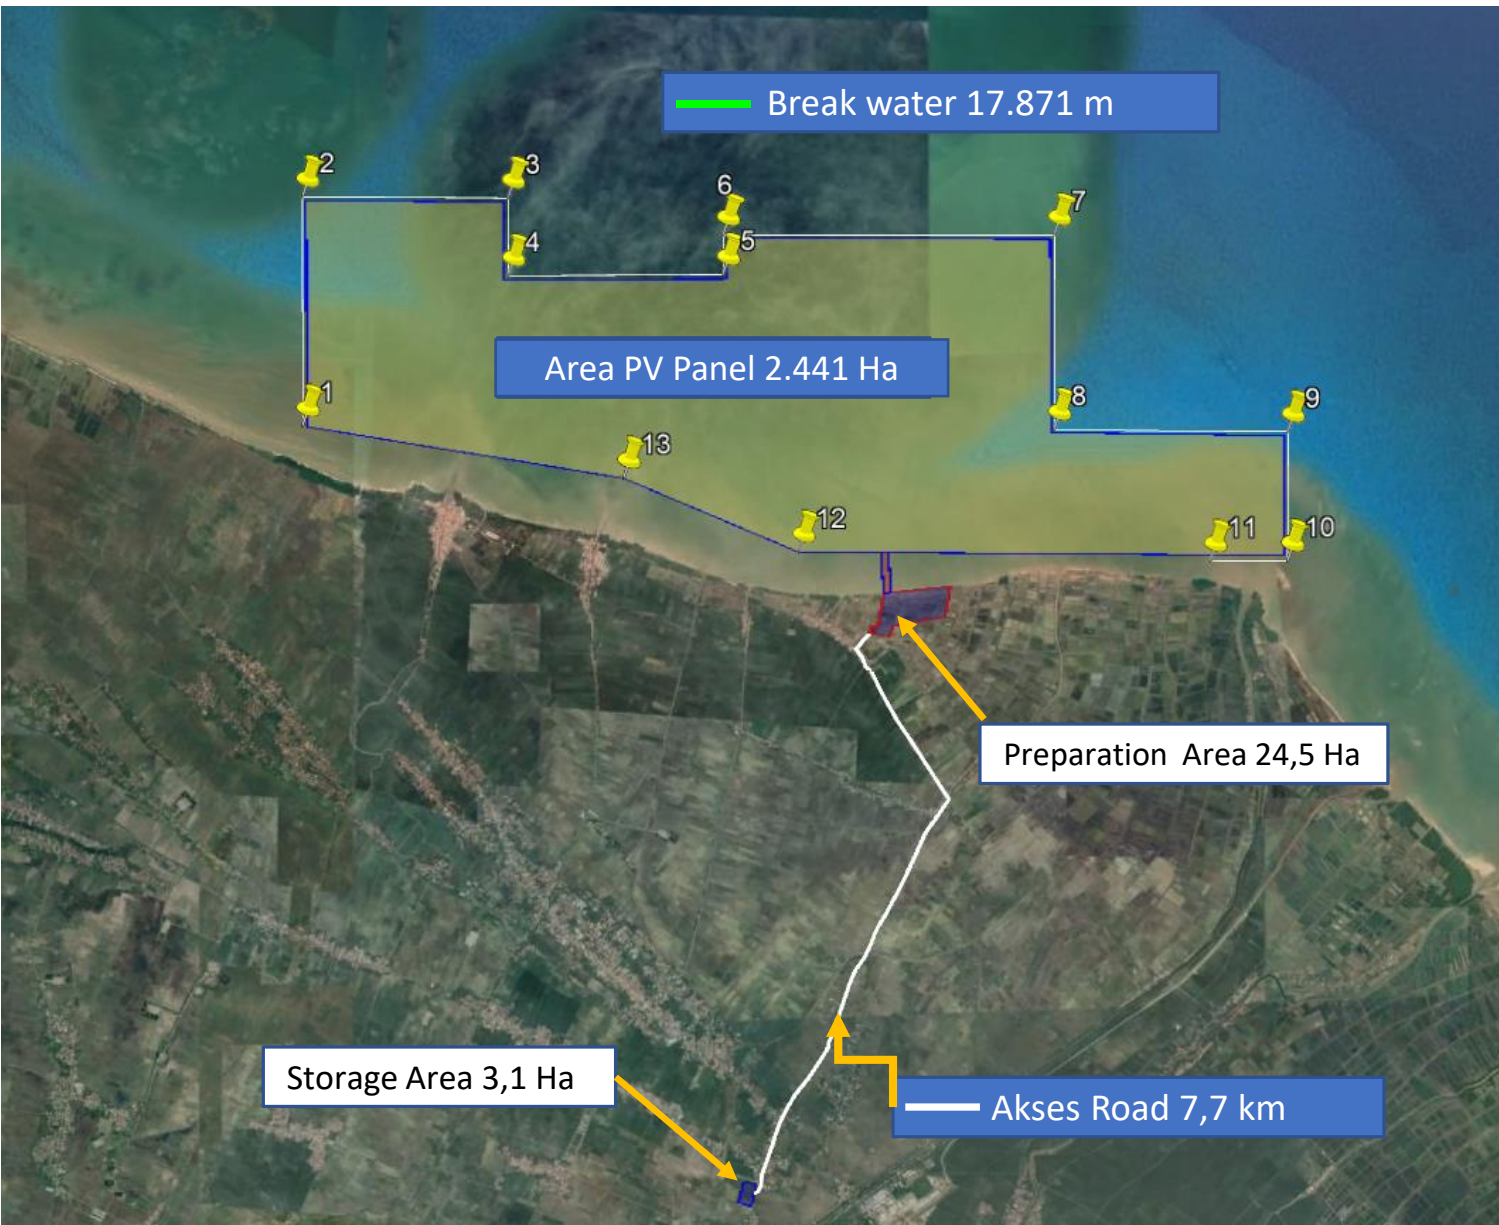 Break water 17.871 m
2
3
6
7
4
5
Area PV Panel 2.441 Ha
1
8
9
13
12
11
10
Preparation Area 24,5 Ha
Storage Area 3,1 Ha
Akses Road 7,7 km